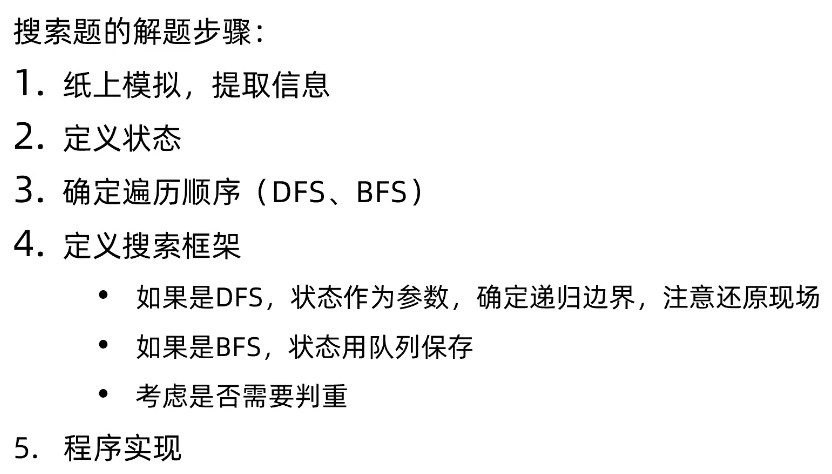 搜索题的解题步骤：
1. 纸上模拟，提取信息
2. 定义状态
3. 确定遍历顺序（DFS、BFS）
4. 定义搜索框架
• 如果是DFS，状态作为参数，确定递归边界，注意还原现场
• 如果是BFS，状态用队列保存
• 考虑是否需要判重
5. 程序实现